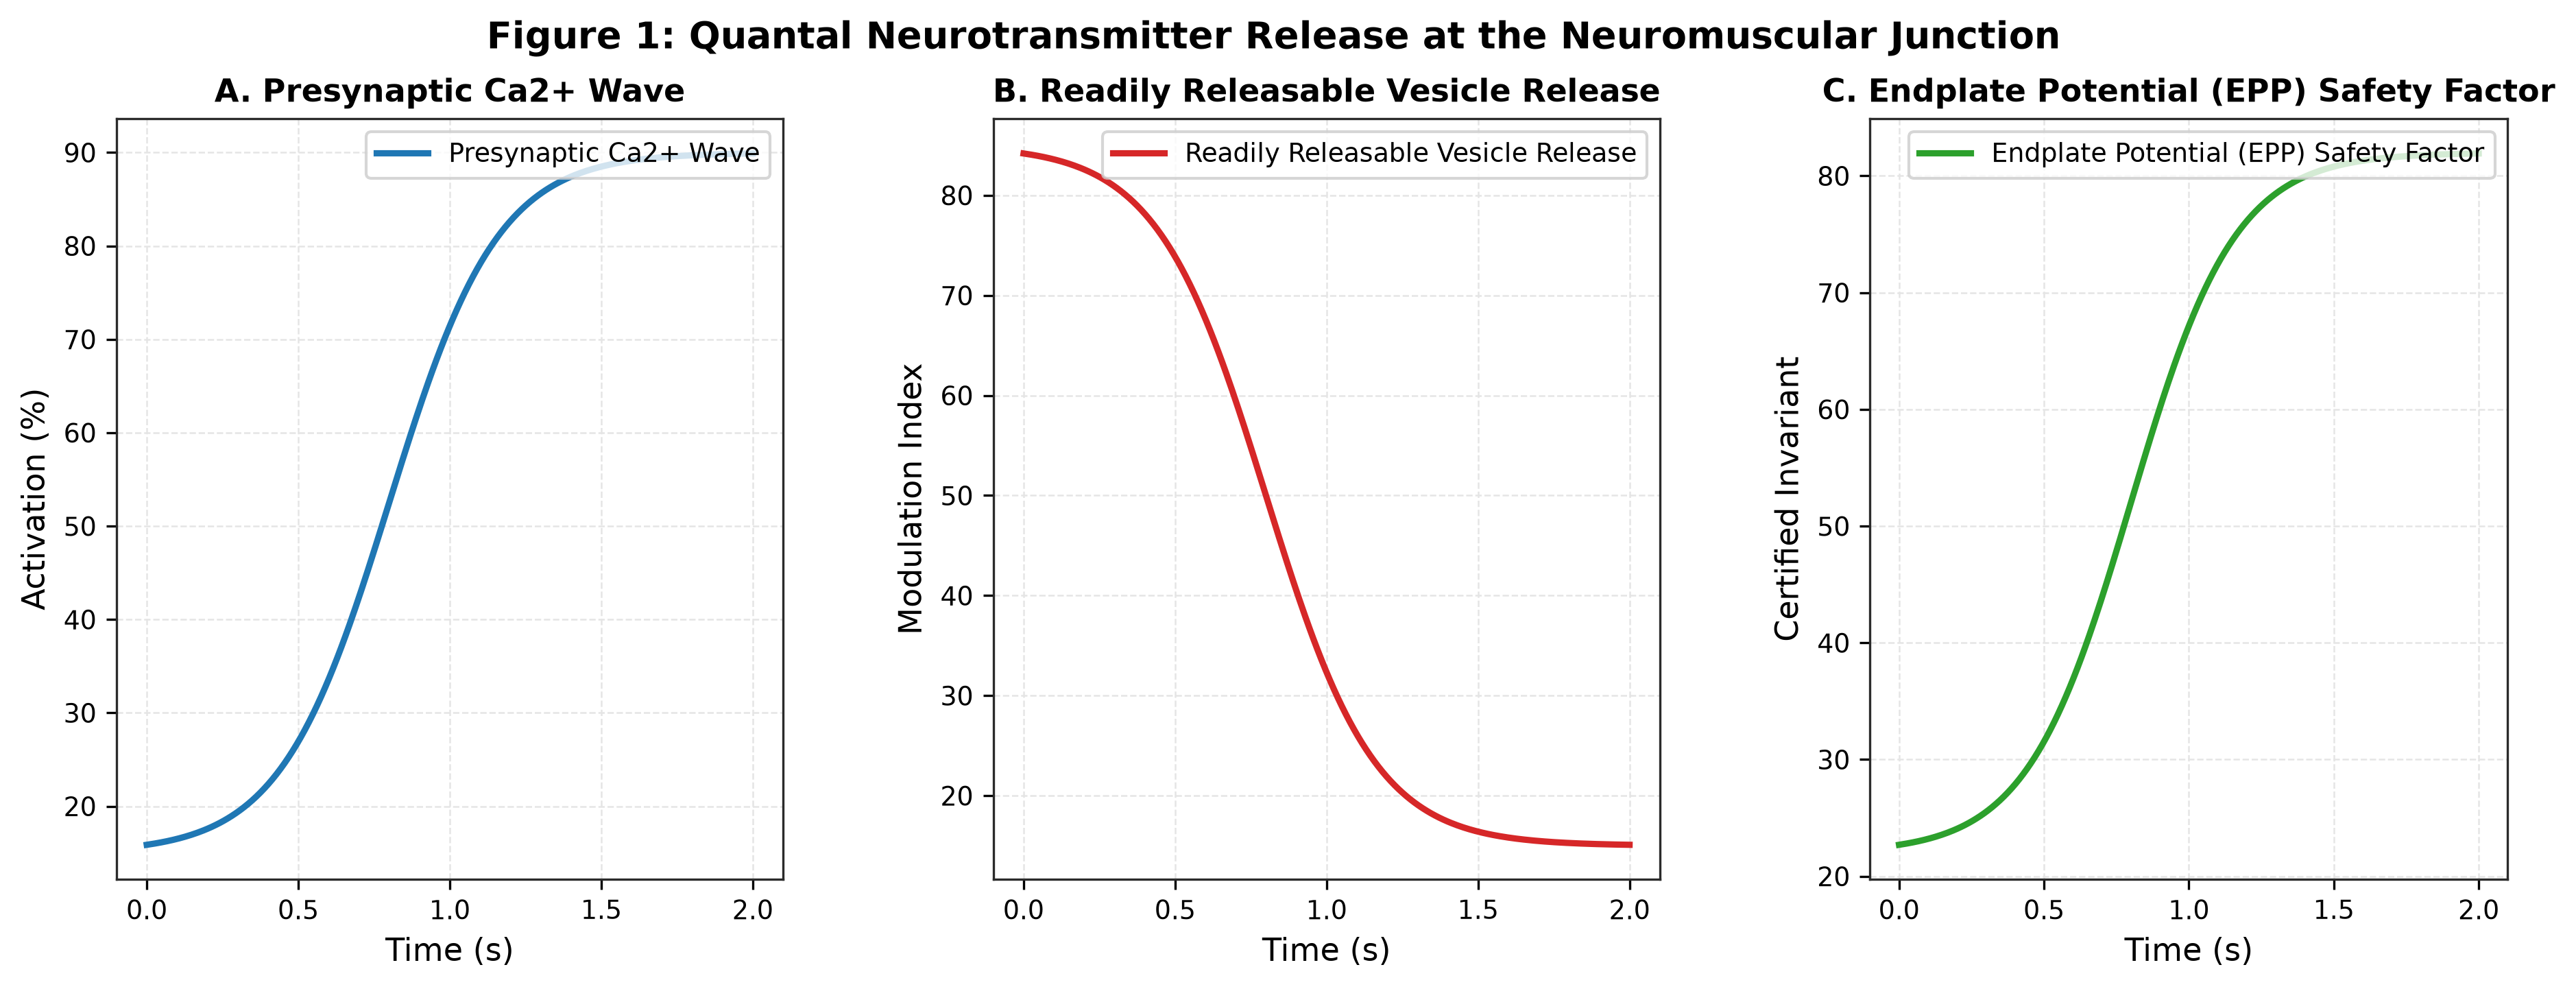 Figure 1: Quantal Neurotransmitter Release at the Neuromuscular Junction
A. Presynaptic Ca2+ Wave
Presynaptic Ca2+ Wave
90
80
70
60
50
40
30
20
Activation (%)
0.0 0.5 1.0 1.5 2.0
Time (s)
B. Readily Releasable Vesicle Release
Readily Releasable Vesicle Release
80
70
60
50
40
30
20
Modulation Index
0.0 0.5 1.0 1.5 2.0
Time (s)
C. Endplate Potential (EPP) Safety Factor
Endplate Potential (EPP) Safety Factor
80
70
60
50
40
30
20
Certified Invariant
0.0 0.5 1.0 1.5 2.0
Time (s)